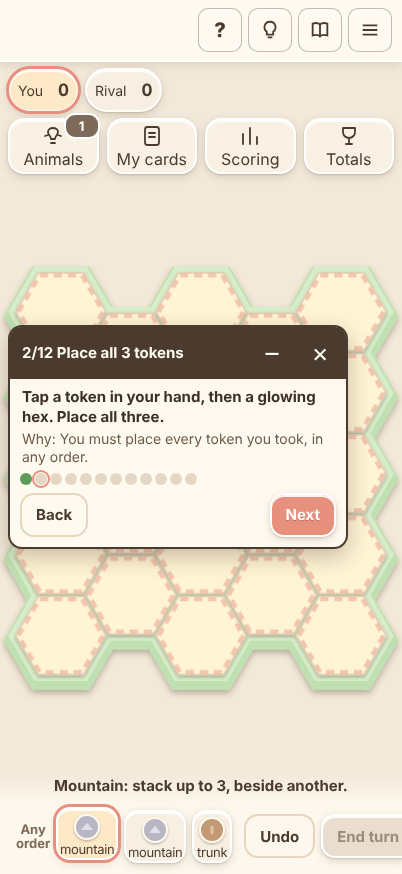 ?
You 0 Rival 0
1
Animals My cards Scoring Totals
2/12 Place all 3 tokens
Tap a token in your hand, then a glowing
hex. Place all three.
Why: You must place every token you took, in
any order.
Back Next
Mountain: stack up to 3, beside another.
Any
order
mountain mountain trunk
Undo End turn